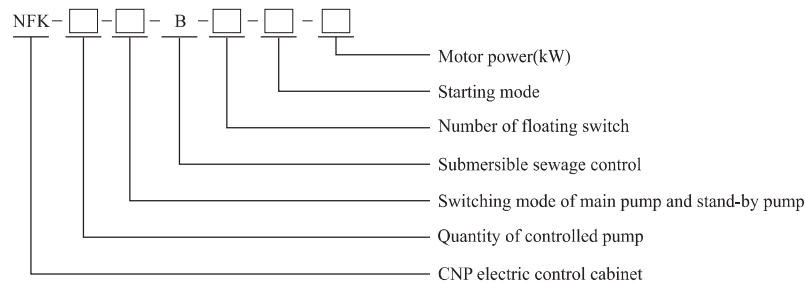 NFK-□-□-B-□-□-□
Motor power(kW)
Starting mode
Number of floating switch
Submersible sewage control
Switching mode of main pump and stand-by pump
Quantity of controlled pump
CNP electric control cabinet